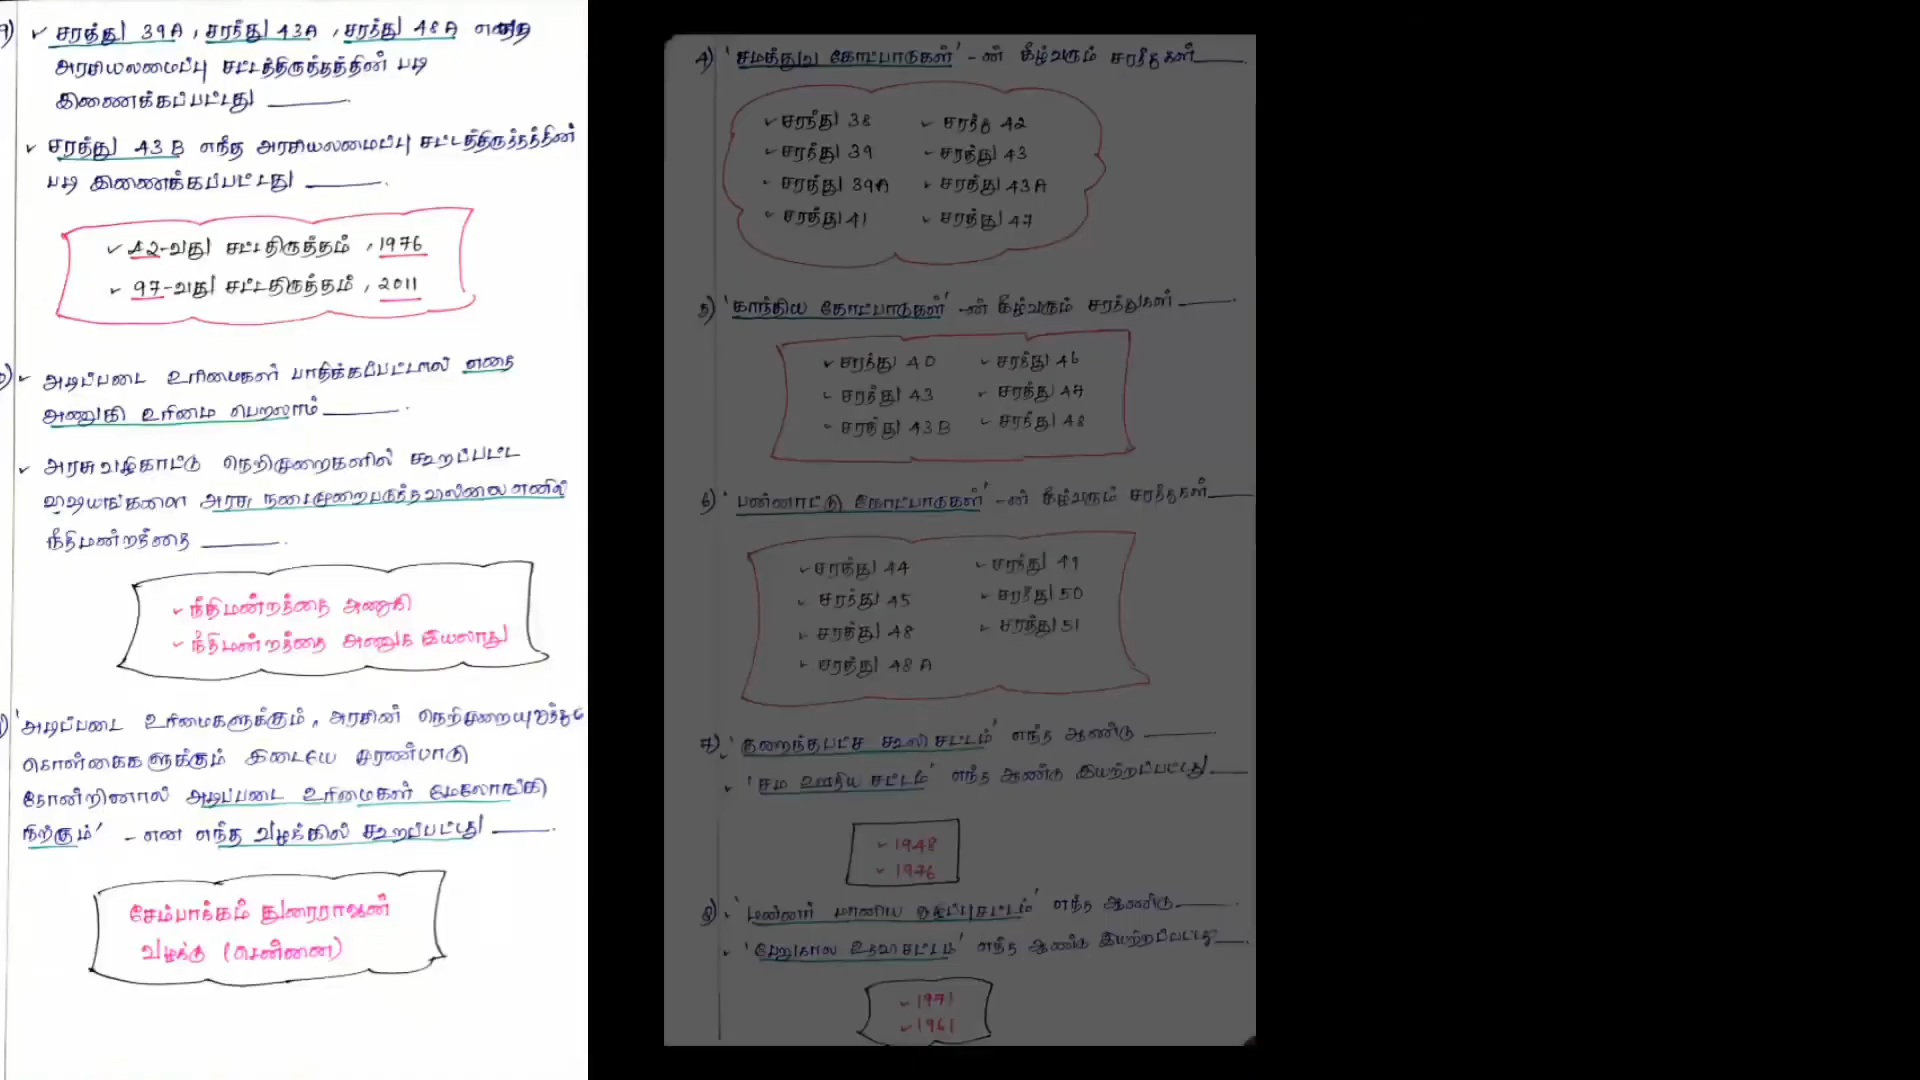 9) ✓ சரத்து 39A, சரத்து 43A, சரத்து 48A எந்த
அரசியலமைப்பு சட்டத்திருத்தத்தின் படி
இணைக்கப்பட்டது ______.
✓ சரத்து 43 B எந்த அரசியலமைப்பு சட்டத்திருத்தத்தின்
படி இணைக்கப்பட்டது ______.
✓ 42-வது சட்டதிருத்தம், 1976
✓ 97-வது சட்டதிருத்தம், 2011
✓ அடிப்படை உரிமைகள் பாதிக்கப்பட்டால் எதை
அணுகி உரிமை பெறலாம் ______.
✓ அரசு வழிகாட்டு நெறிமுறைகளில் கூறப்பட்ட
விஷயங்களை அரசு நடைமுறைபடுத்தவில்லை எனில்
நீதிமன்றத்தை ______.
✓ நீதிமன்றத்தை அணுகி
✓ நீதிமன்றத்தை அணுக இயலாது
'அடிப்படை உரிமைகளுக்கும், அரசின் நெறிமுறையுறுத்தும்
கொள்கைகளுக்கும் இடையே முரண்பாடு
தோன்றினால் அடிப்படை உரிமைகள் மேலோங்கி
நிற்கும்' - என எந்த வழக்கில் கூறப்பட்டது ______.
சேம்பாக்கம் துரைராஜன்
வழக்கு (சென்னை)
4) 'சமத்துவ கோட்பாடுகள்' -ன் கீழ்வரும் சரத்துகள் ______.
✓ சரத்து 38 ✓ சரத்து 42
✓ சரத்து 39 ✓ சரத்து 43
✓ சரத்து 39A ✓ சரத்து 43A
✓ சரத்து 41 ✓ சரத்து 47
5) 'காந்திய கோட்பாடுகள்' -ன் கீழ்வரும் சரத்துகள் ______.
✓ சரத்து 40 ✓ சரத்து 46
✓ சரத்து 43 ✓ சரத்து 47
✓ சரத்து 43B ✓ சரத்து 48
6) 'பன்னாட்டு கோட்பாடுகள்' -ன் கீழ்வரும் சரத்துகள் ______
✓ சரத்து 44 ✓ சரத்து 49
✓ சரத்து 45 ✓ சரத்து 50
✓ சரத்து 48 ✓ சரத்து 51
✓ சரத்து 48 A
7) ✓ 'குறைந்தபட்ச கூலி சட்டம்' எந்த ஆண்டு ______.
✓ 'சம ஊதிய சட்டம்' எந்த ஆண்டு இயற்றப்பட்டது ______.
✓ 1948
✓ 1976
8) ✓ 'மன்னர் மானிய ஒழிப்பு சட்டம்' எந்த ஆண்டு ______.
✓ 'பேறுகால உதவி சட்டம்' எந்த ஆண்டு இயற்றப்பட்டது ______.
✓ 1971
✓ 1961